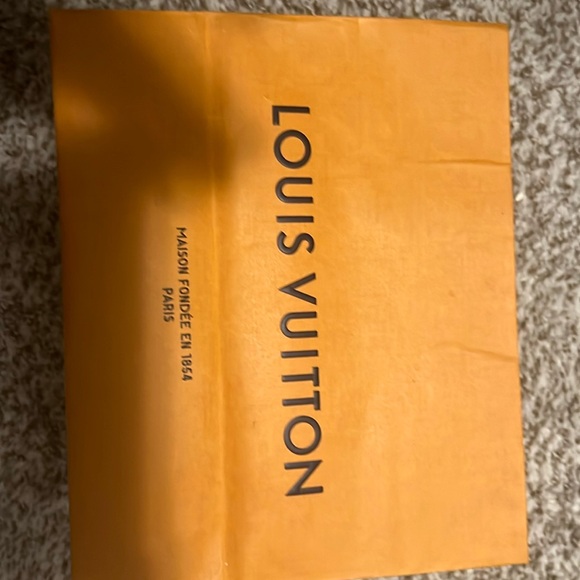 LOUIS VUITTON
MAISON FONDÉE EN 1854
PARIS